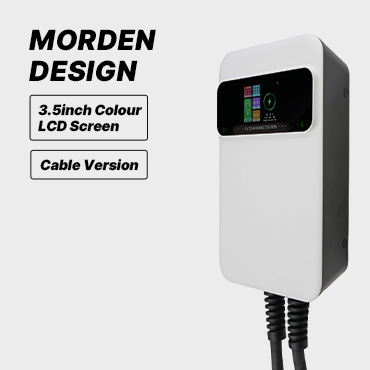 MORDEN
DESIGN
3.5inch Colour
LCD Screen
Cable Version